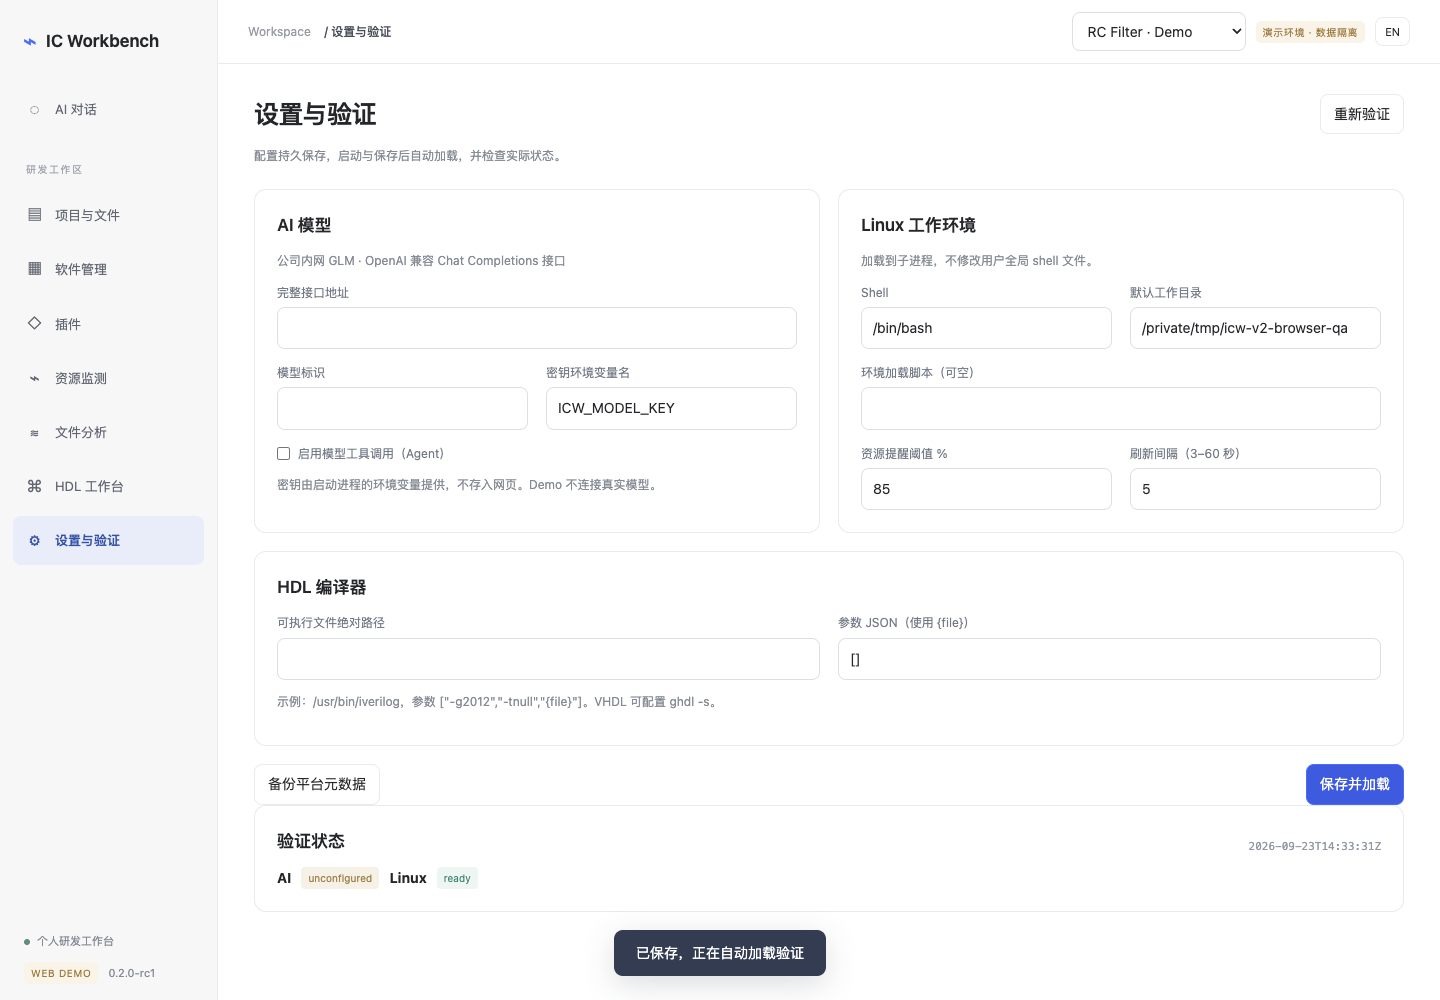 IC Workbench
Workspace / 设置与验证
RC Filter · Demo
演示环境 · 数据隔离
EN
AI 对话
研发工作区
项目与文件
软件管理
插件
资源监测
文件分析
HDL 工作台
设置与验证
个人研发工作台
WEB DEMO 0.2.0-rc1
设置与验证
重新验证
配置持久保存，启动与保存后自动加载，并检查实际状态。
AI 模型
公司内网 GLM · OpenAI 兼容 Chat Completions 接口
完整接口地址
模型标识
密钥环境变量名
ICW_MODEL_KEY
启用模型工具调用（Agent）
密钥由启动进程的环境变量提供，不存入网页。Demo 不连接真实模型。
Linux 工作环境
加载到子进程，不修改用户全局 shell 文件。
Shell
默认工作目录
/bin/bash
/private/tmp/icw-v2-browser-qa
环境加载脚本（可空）
资源提醒阈值 %
刷新间隔（3–60 秒）
85
5
HDL 编译器
可执行文件绝对路径
参数 JSON（使用 {file}）
[]
示例：/usr/bin/iverilog，参数 ["-g2012","-tnull","{file}"]。VHDL 可配置 ghdl -s。
备份平台元数据
保存并加载
验证状态
2026-09-23T14:33:31Z
AI unconfigured Linux ready
已保存，正在自动加载验证